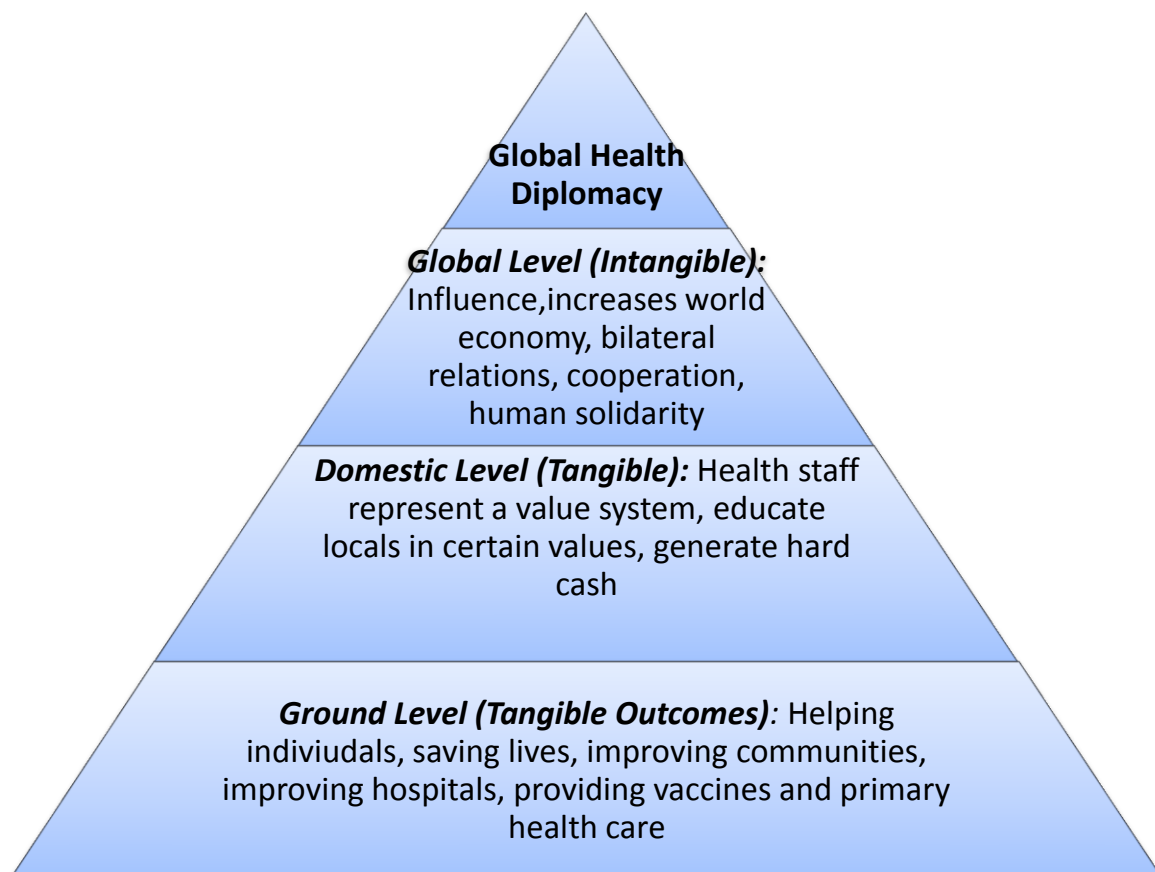 Global Health
Diplomacy
Global Level (Intangible):
Influence,increases world
economy, bilateral
relations, cooperation,
human solidarity
Domestic Level (Tangible): Health staff
represent a value system, educate
locals in certain values, generate hard
cash
Ground Level (Tangible Outcomes): Helping
indiviudals, saving lives, improving communities,
improving hospitals, providing vaccines and primary
health care